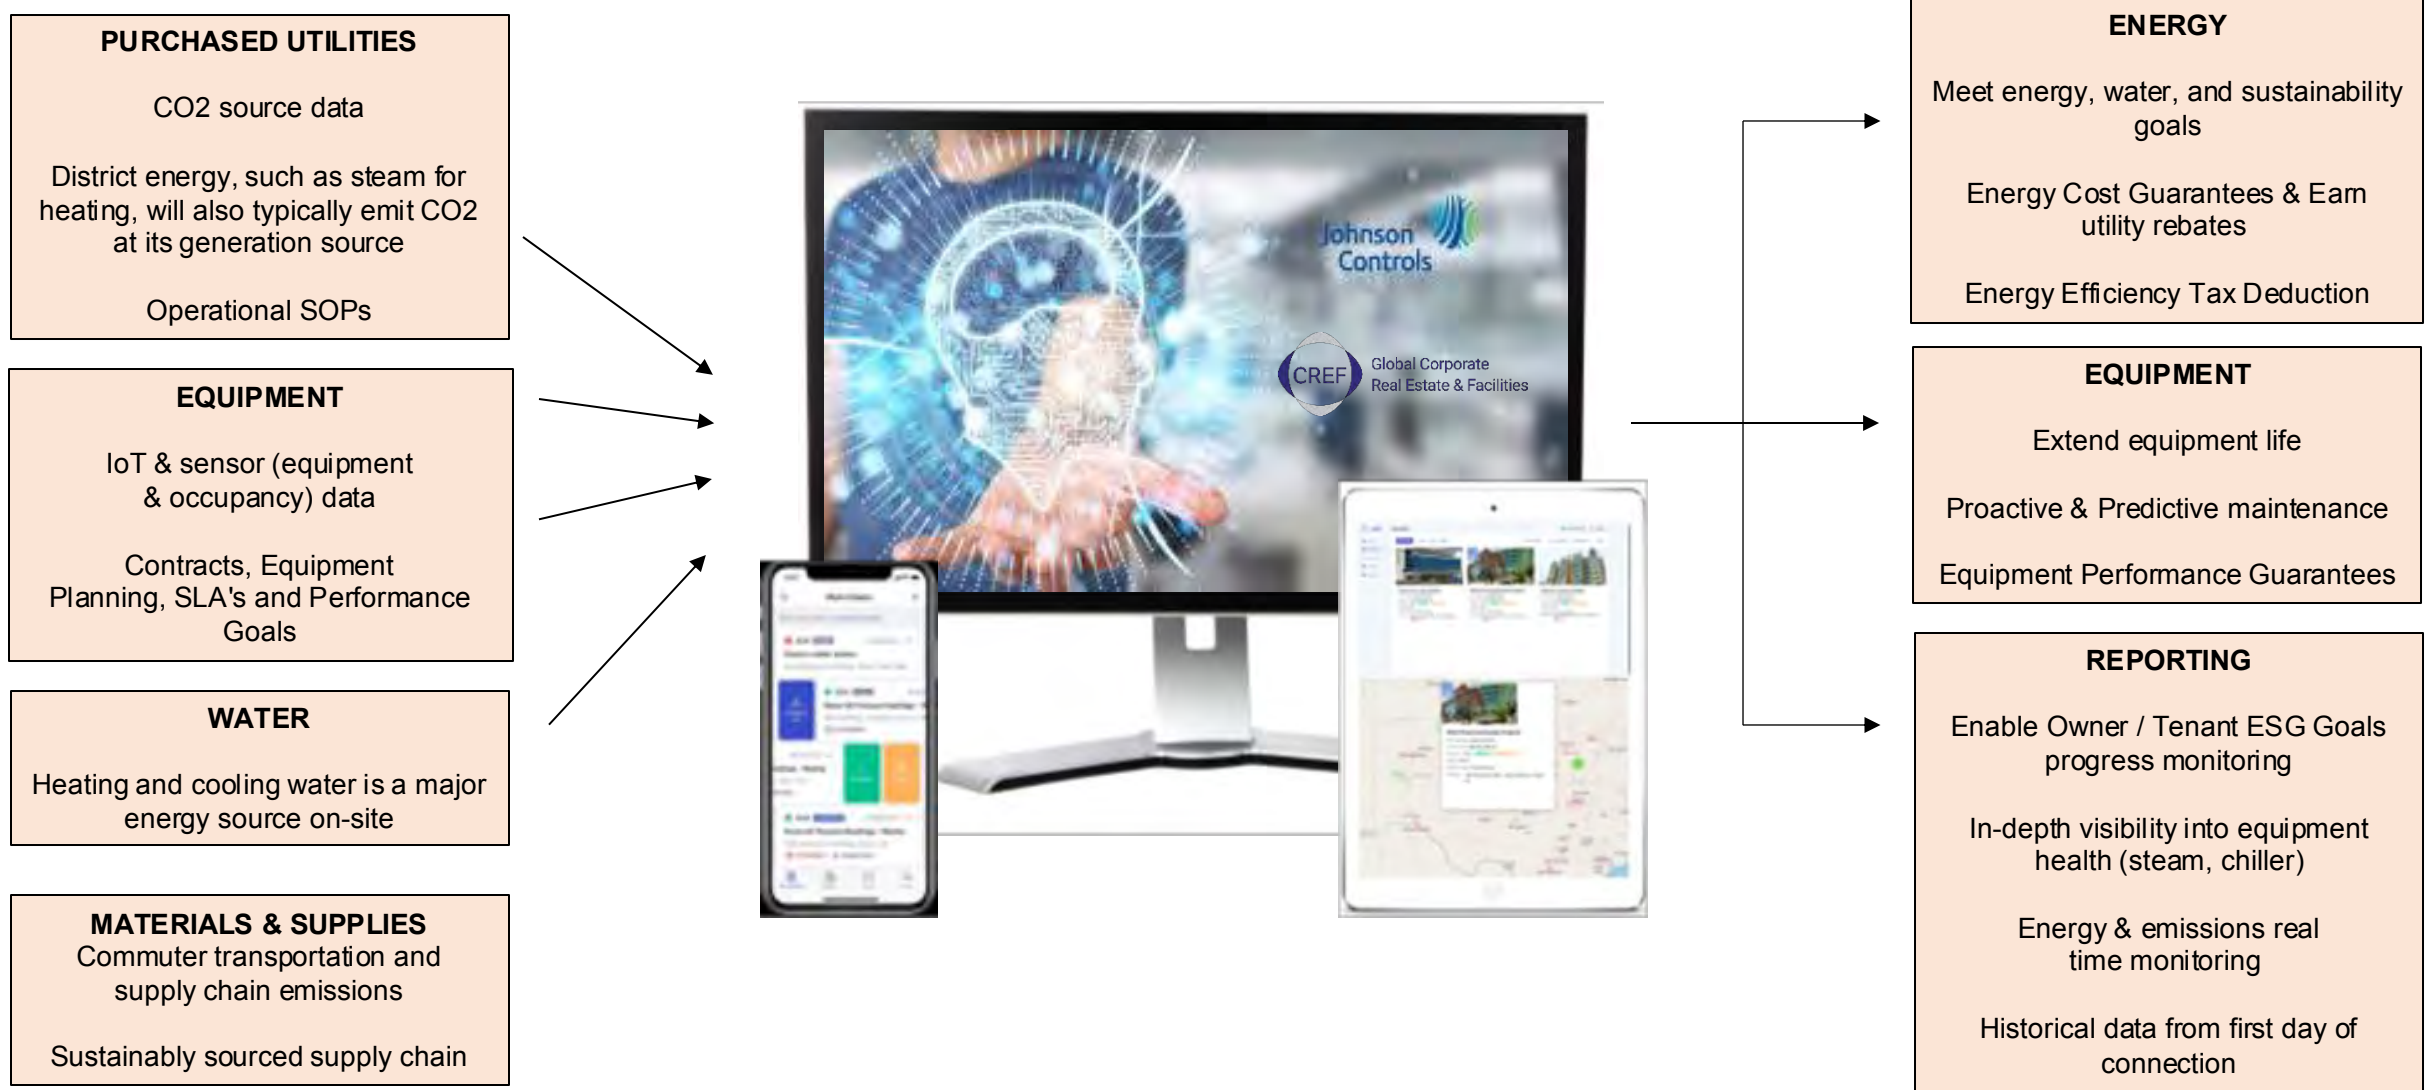 PURCHASED UTILITIES
CO2 source data
District energy, such as steam for
heating, will also typically emit CO2
at its generation source
Operational SOPs
EQUIPMENT
IoT & sensor (equipment
& occupancy) data
Contracts, Equipment
Planning, SLA's and Performance
Goals
WATER
Heating and cooling water is a major
energy source on-site
MATERIALS & SUPPLIES
Commuter transportation and
supply chain emissions
Sustainably sourced supply chain
Johnson
Controls
CREF
Global Corporate
Real Estate & Facilities
ENERGY
Meet energy, water, and sustainability
goals
Energy Cost Guarantees & Earn
utility rebates
Energy Efficiency Tax Deduction
EQUIPMENT
Extend equipment life
Proactive & Predictive maintenance
Equipment Performance Guarantees
REPORTING
Enable Owner / Tenant ESG Goals
progress monitoring
In-depth visibility into equipment
health (steam, chiller)
Energy & emissions real
time monitoring
Historical data from first day of
connection